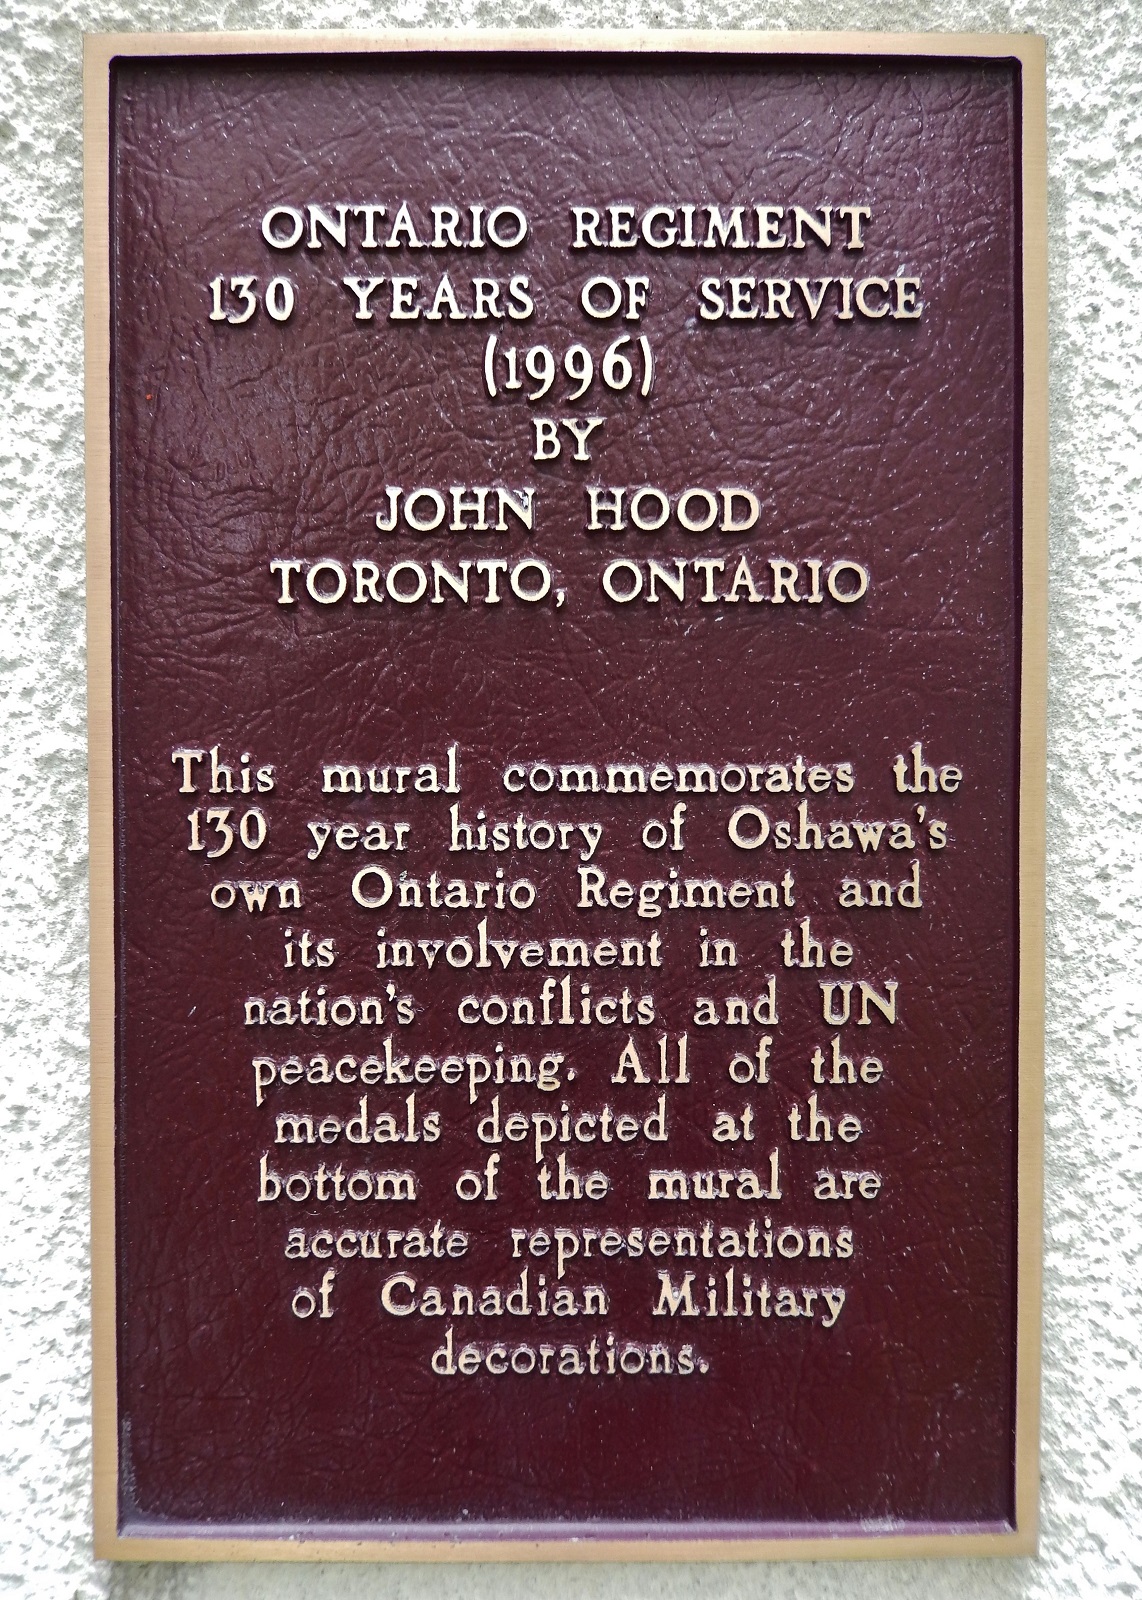 ONTARIO REGIMENT
130 YEARS OF SERVICE
(1996)
BY
JOHN HOOD
TORONTO, ONTARIO
This mural commemorates the
130 year history of Oshawa's
own Ontario Regiment and
its involvement in the
nation's conflicts and UN
peacekeeping. All of the
medals depicted at the
bottom of the mural are
accurate representations
of Canadian Military
decorations.